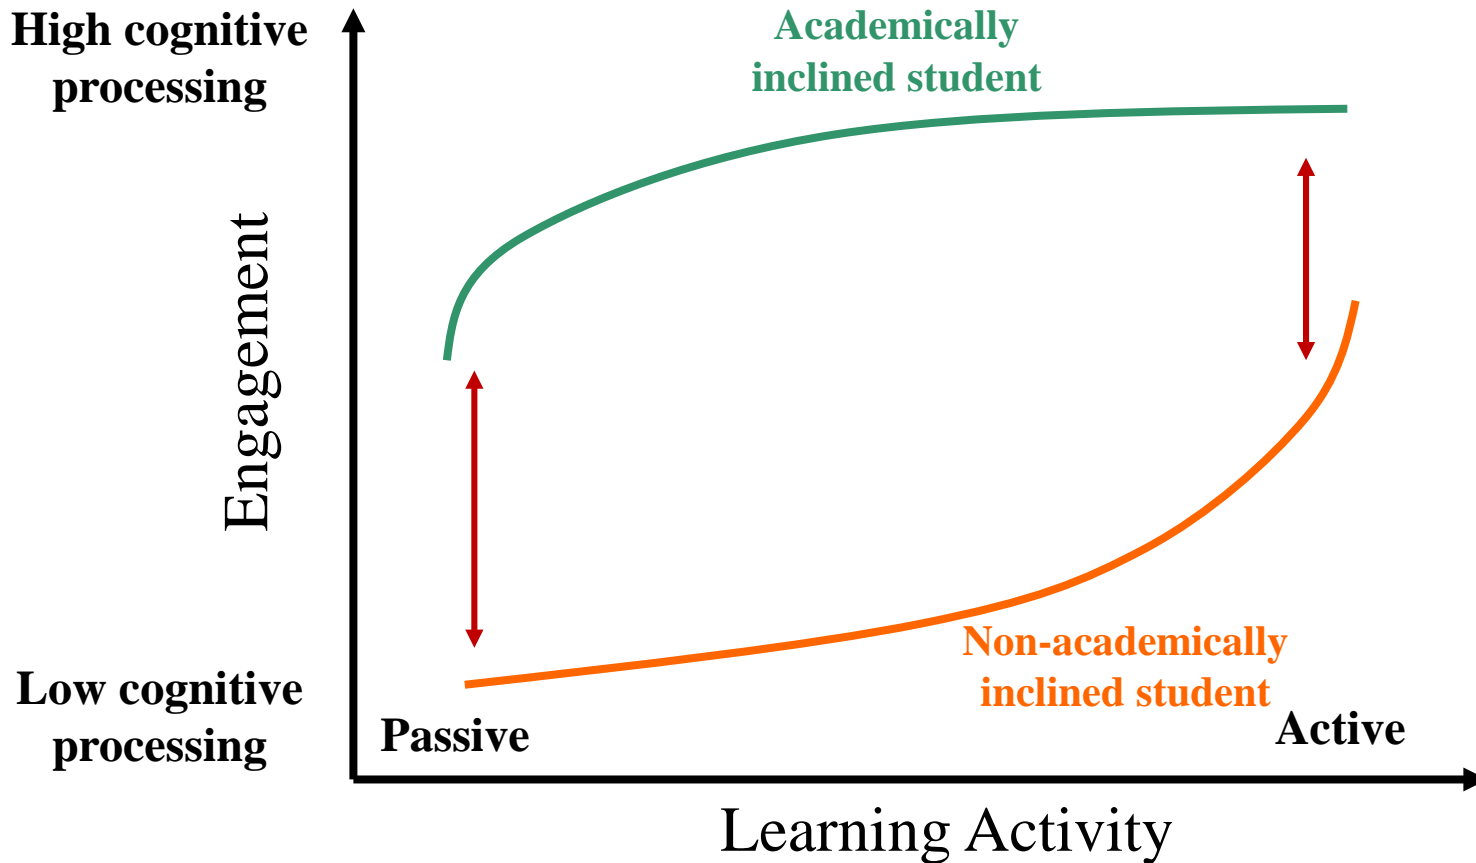 High cognitive
processing
Academically
inclined student
Engagement
Non-academically
inclined student
Low cognitive
processing
Passive
Active
Learning Activity